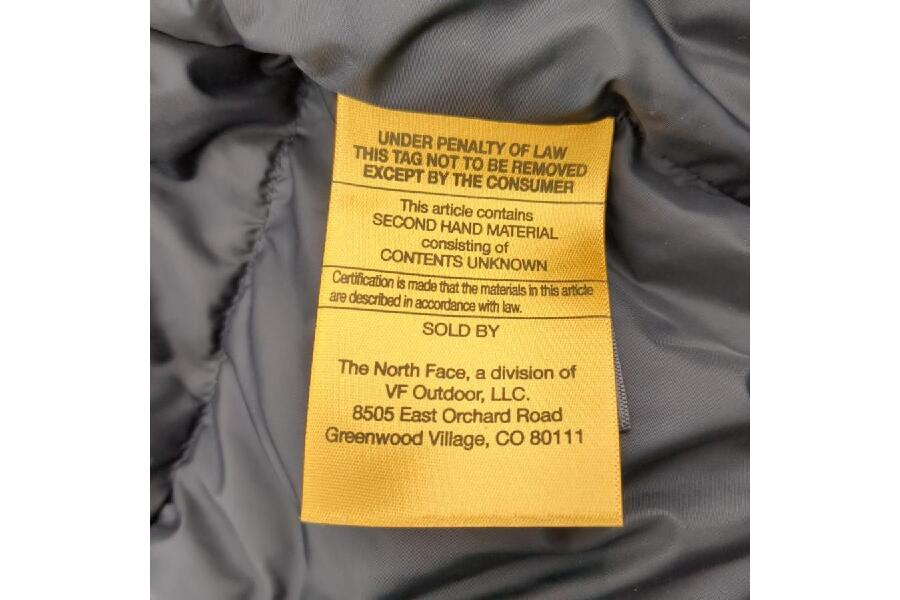 UNDER PENALTY OF LAW
THIS TAG NOT TO BE REMOVED
EXCEPT BY THE CONSUMER
This article contains
SECOND HAND MATERIAL
consisting of
CONTENTS UNKNOWN
Certification is made that the materials in this article
are described in accordance with law.
SOLD BY
The North Face, a division of
VF Outdoor, LLC.
8505 East Orchard Road
Greenwood Village, CO 80111